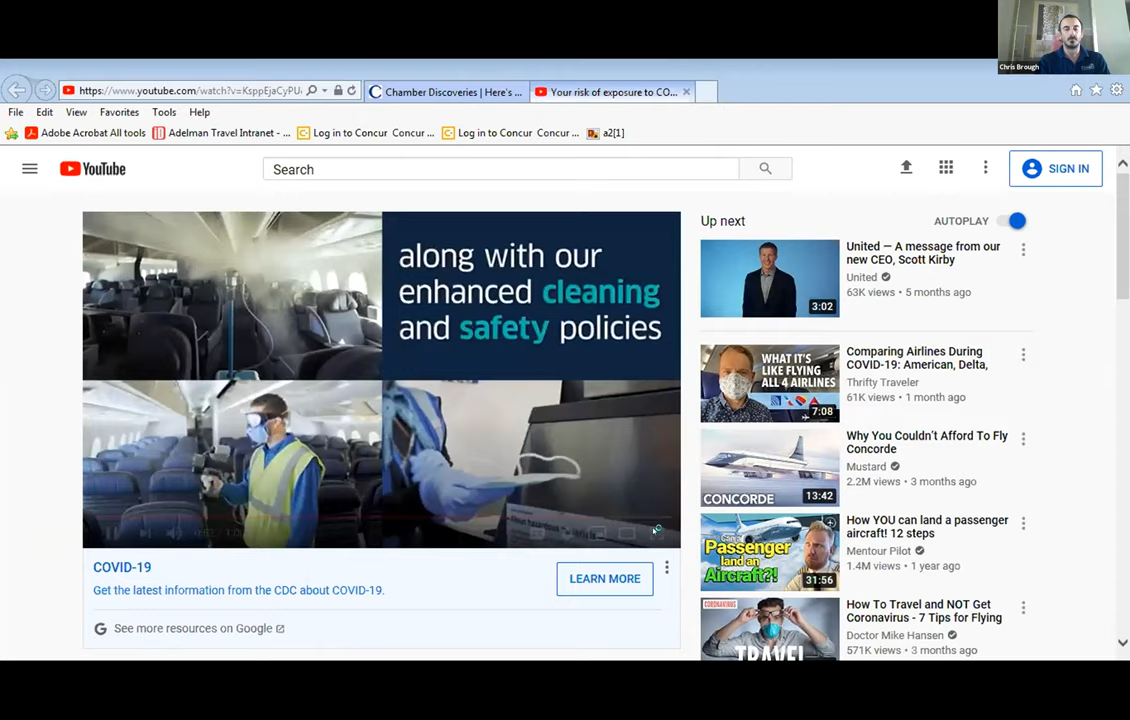 Chris Brough
https://www.youtube.com/watch?v=KsppEjaCyPU
Chamber Discoveries | Here's ...
Your risk of exposure to CO...
File Edit View Favorites Tools Help
Adobe Acrobat All tools
Adelman Travel Intranet - ...
Log in to Concur Concur ...
Log in to Concur Concur ...
a2[1]
YouTube
Search
SIGN IN
along with our
enhanced cleaning
and safety policies
COVID-19
Get the latest information from the CDC about COVID-19.
LEARN MORE
See more resources on Google
Up next
AUTOPLAY
3:02
United — A message from our
new CEO, Scott Kirby
United
63K views • 5 months ago
WHAT IT'S
LIKE FLYING
ALL 4 AIRLINES
7:08
Comparing Airlines During
COVID-19: American, Delta,
Thrifty Traveler
61K views • 1 month ago
CONCORDE
13:42
Why You Couldn't Afford To Fly
Concorde
Mustard
2.2M views • 3 months ago
Can a
Passenger
land an
Aircraft?!
31:56
How YOU can land a passenger
aircraft! 12 steps
Mentour Pilot
1.4M views • 1 year ago
CORONAVIRUS
TRAVEL
How To Travel and NOT Get
Coronavirus - 7 Tips for Flying
Doctor Mike Hansen
571K views • 3 months ago